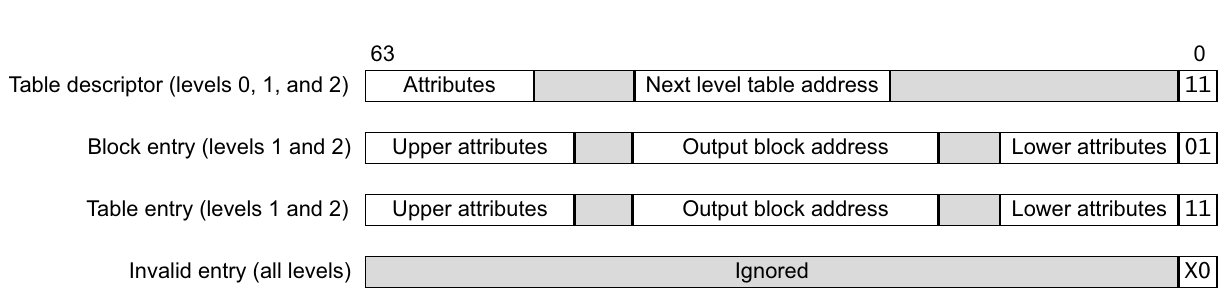 63 0
Table descriptor (levels 0, 1, and 2) Attributes Next level table address 11
Block entry (levels 1 and 2) Upper attributes Output block address Lower attributes 01
Table entry (levels 1 and 2) Upper attributes Output block address Lower attributes 11
Invalid entry (all levels) Ignored X0